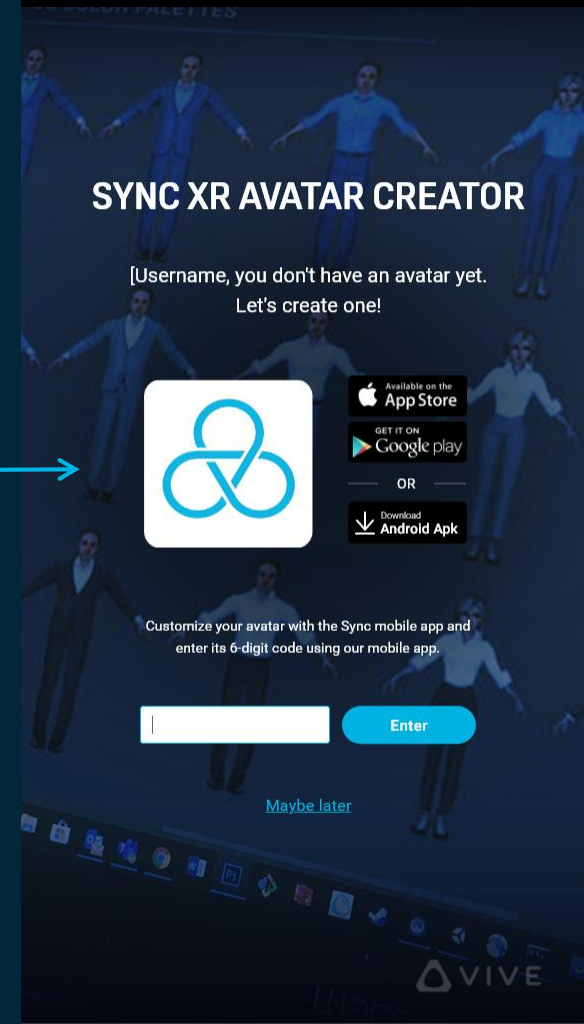 COLOR PALETTES
SYNC XR AVATAR CREATOR
[Username, you don't have an avatar yet.
Let's create one!
Available on the
App Store
GET IT ON
Google play
OR
Download
Android Apk
Customize your avatar with the Sync mobile app and
enter its 6-digit code using our mobile app.
Enter
Maybe later
VIVE